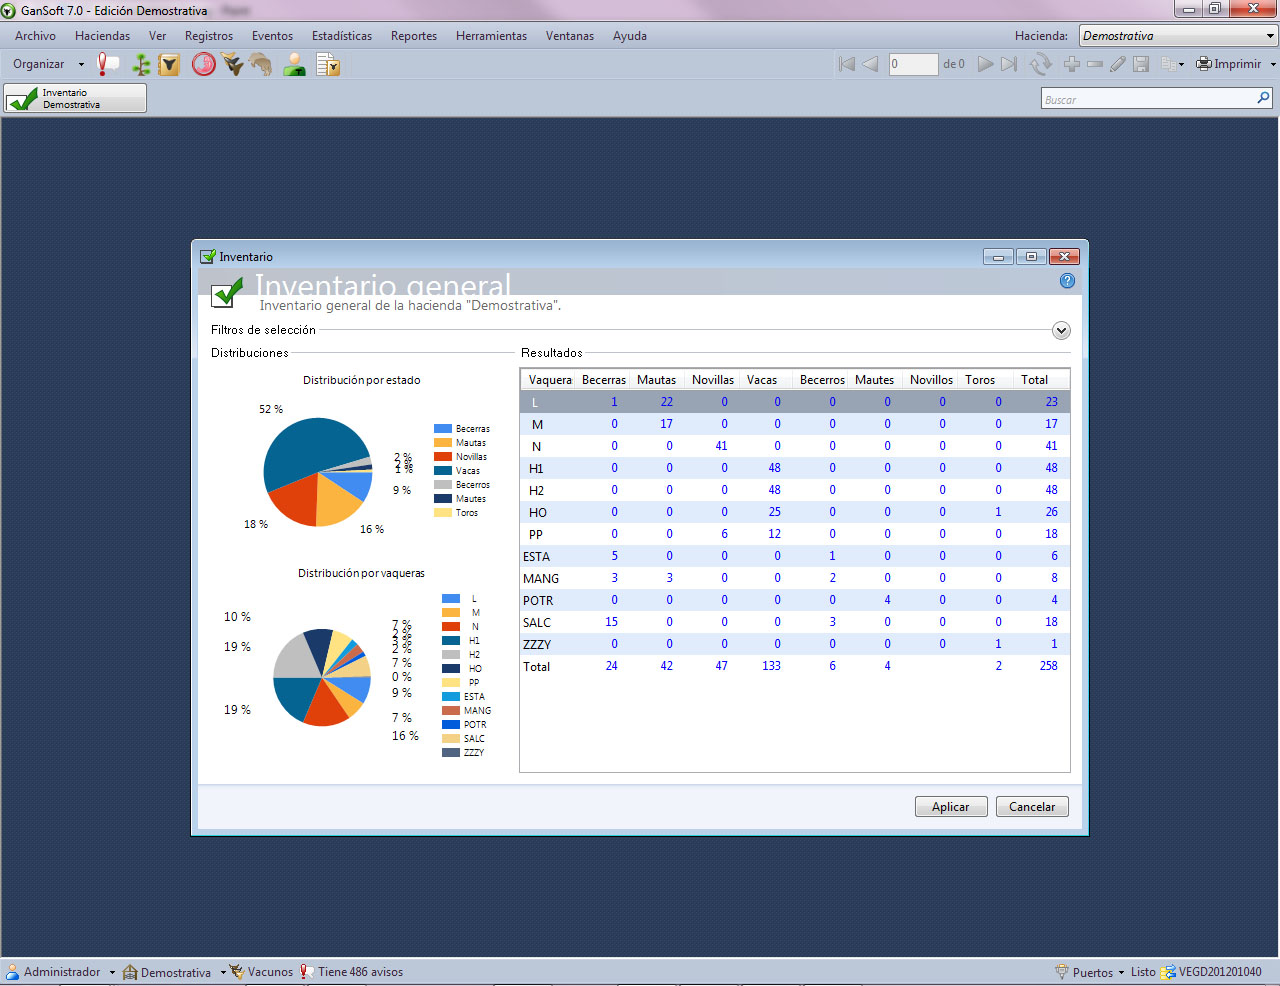 GanSoft 7.0 - Edición Demostrativa
Archivo Haciendas Ver Registros Eventos Estadísticas Reportes Herramientas Ventanas Ayuda Hacienda: Demostrativa
Organizar 0 de 0 Imprimir
Inventario
Demostrativa
Buscar
Inventario
Inventario general
Inventario general de la hacienda "Demostrativa".
Filtros de selección
Distribuciones
Distribución por estado
52 %
2 %
2 %
1 %
9 %
18 %
16 %
Becerras
Mautas
Novillas
Vacas
Becerros
Mautes
Toros
Distribución por vaqueras
10 %
19 %
19 %
7 %
2 %
3 %
2 %
7 %
0 %
9 %
7 %
16 %
L
M
N
H1
H2
HO
PP
ESTA
MANG
POTR
SALC
ZZZY
Resultados
Vaquera Becerras Mautas Novillas Vacas Becerros Mautes Novillos Toros Total
L 1 22 0 0 0 0 0 0 23
M 0 17 0 0 0 0 0 0 17
N 0 0 41 0 0 0 0 0 41
H1 0 0 0 48 0 0 0 0 48
H2 0 0 0 48 0 0 0 0 48
HO 0 0 0 25 0 0 0 1 26
PP 0 0 6 12 0 0 0 0 18
ESTA 5 0 0 0 1 0 0 0 6
MANG 3 3 0 0 2 0 0 0 8
POTR 0 0 0 0 0 4 0 0 4
SALC 15 0 0 0 3 0 0 0 18
ZZZY 0 0 0 0 0 0 0 1 1
Total 24 42 47 133 6 4 2 258
Aplicar Cancelar
Administrador Demostrativa Vacunos Tiene 486 avisos Puertos Listo VEGD201201040